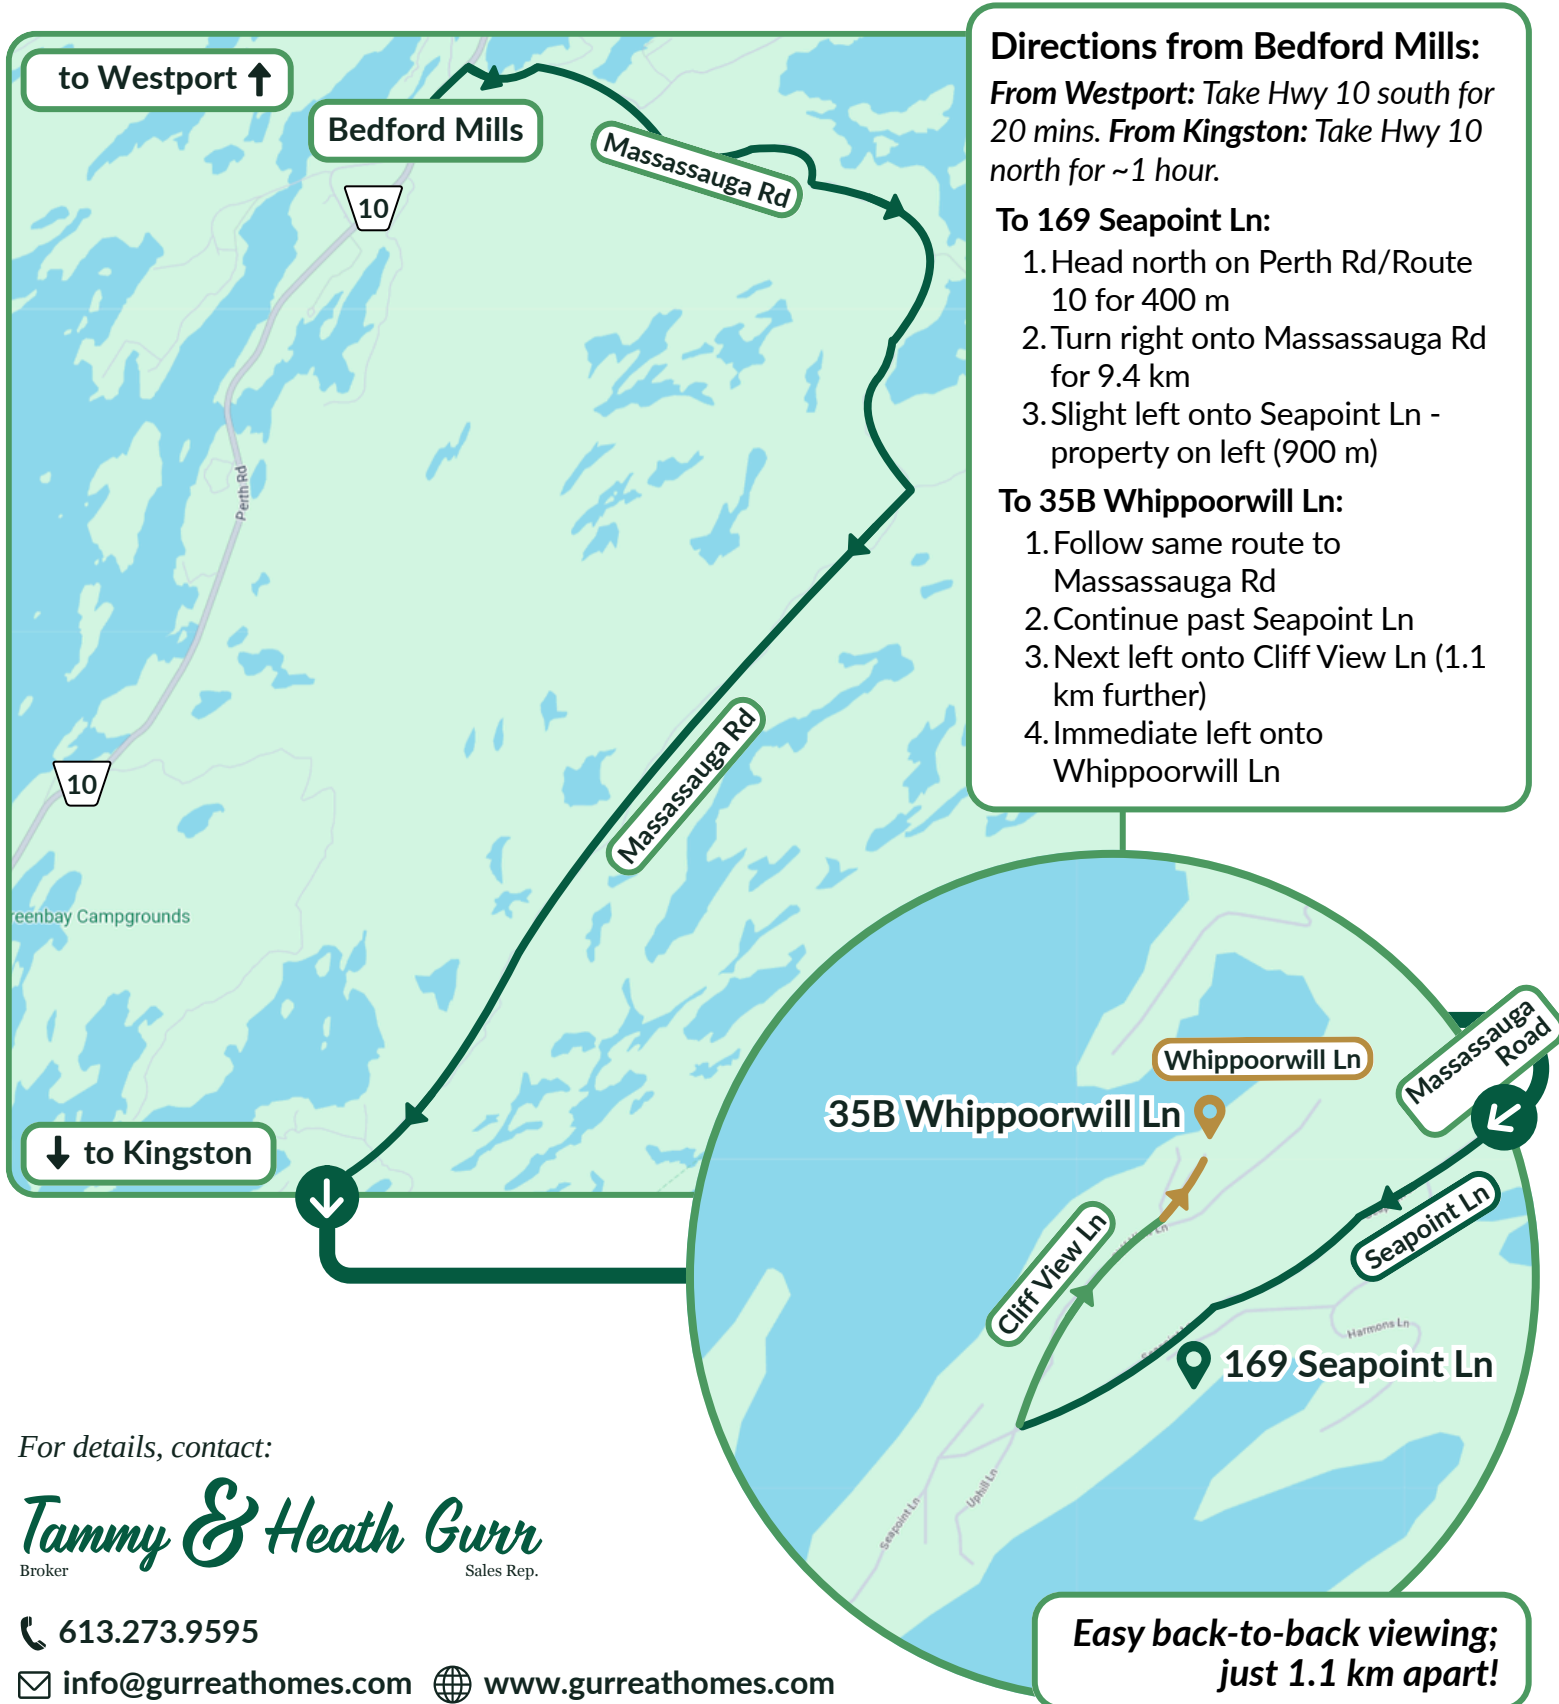 to Westport
Bedford Mills
10
Massassauga Rd
Perth Rd
10
Massassauga Rd
reenbay Campgrounds
to Kingston
Directions from Bedford Mills:
From Westport: Take Hwy 10 south for
20 mins. From Kingston: Take Hwy 10
north for ~1 hour.
To 169 Seapoint Ln:
1. Head north on Perth Rd/Route
10 for 400 m
2. Turn right onto Massassauga Rd
for 9.4 km
3. Slight left onto Seapoint Ln -
property on left (900 m)
To 35B Whippoorwill Ln:
1. Follow same route to
Massassauga Rd
2. Continue past Seapoint Ln
3. Next left onto Cliff View Ln (1.1
km further)
4. Immediate left onto
Whippoorwill Ln
Massassauga
Road
Whippoorwill Ln
35B Whippoorwill Ln
Seapoint Ln
Cliff View Ln
Harmons Ln
169 Seapoint Ln
Uphill Ln
Seapoint Ln
For details, contact:
Tammy & Heath Gurr
Broker
Sales Rep.
613.273.9595
info@gurreathomes.com
www.gurreathomes.com
Easy back-to-back viewing;
just 1.1 km apart!